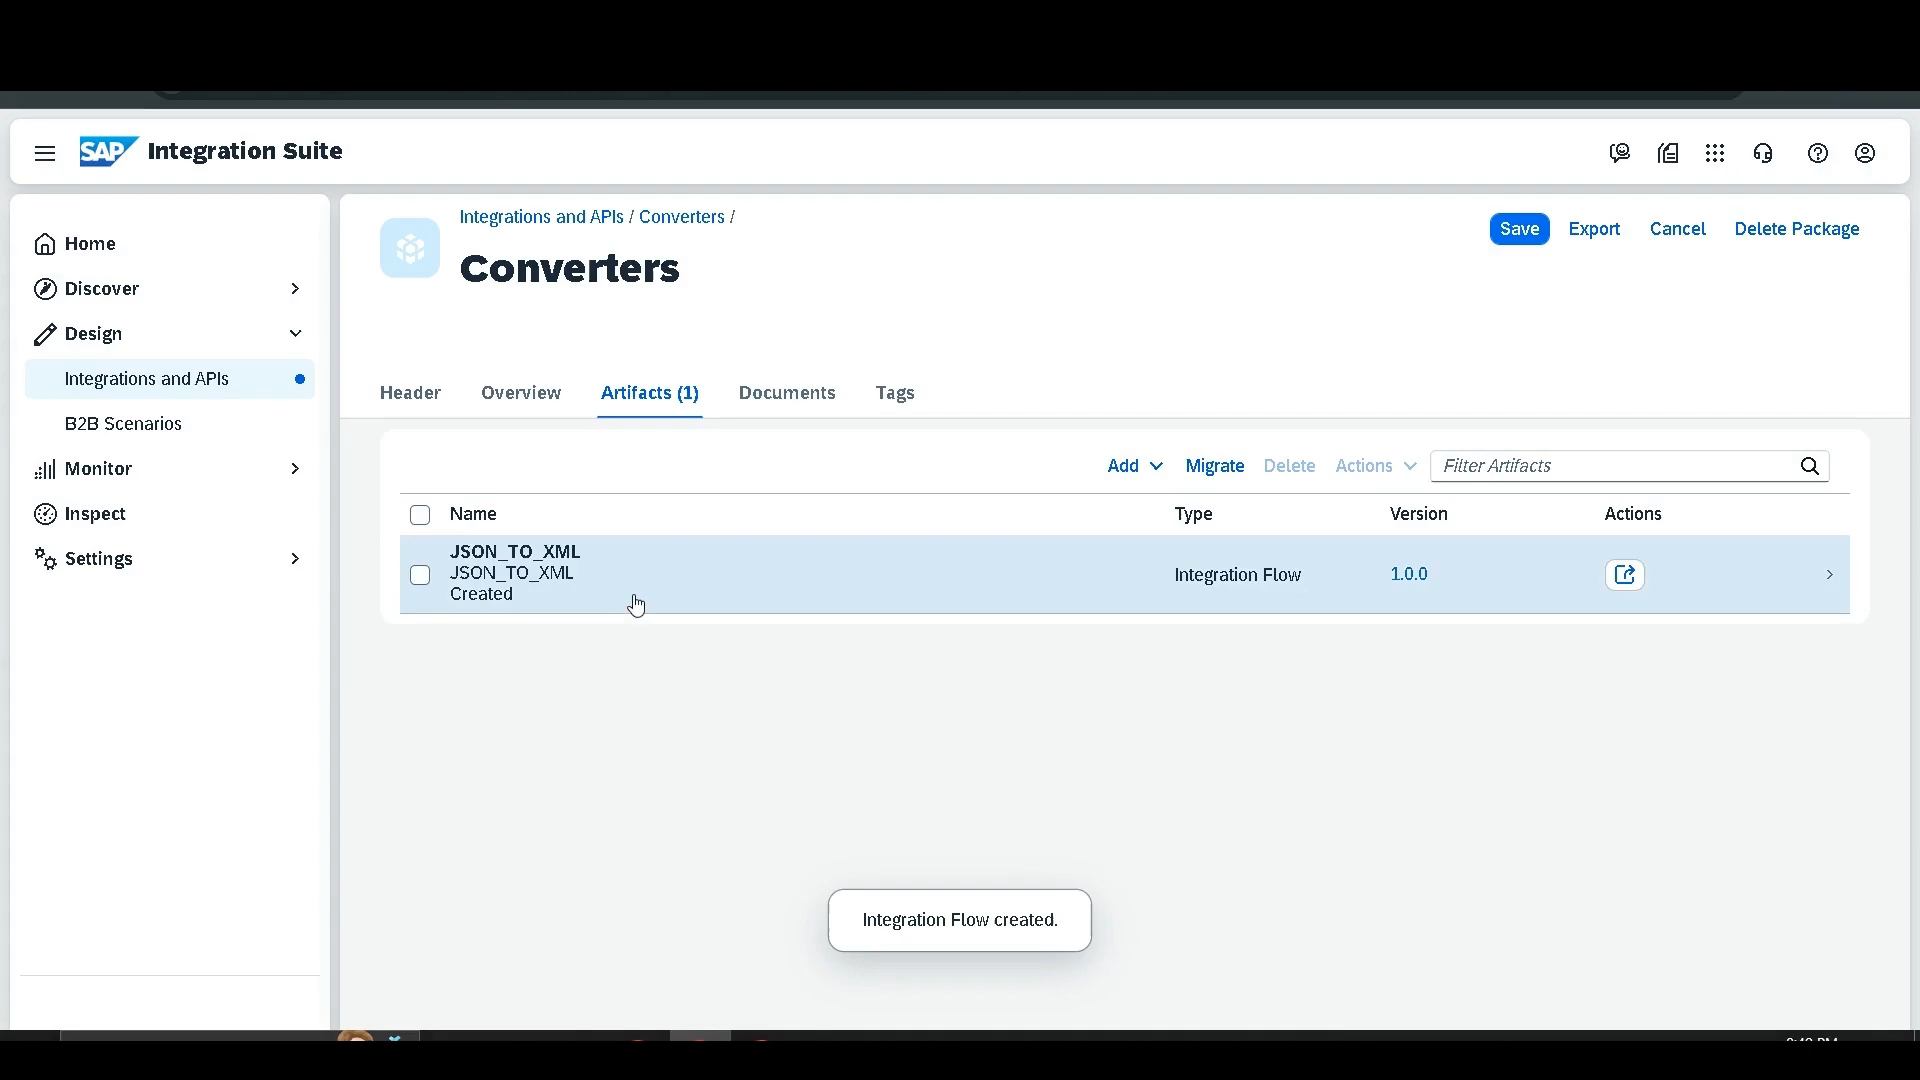 SAP Integration Suite
Home
Discover
Design
Integrations and APIs
B2B Scenarios
Monitor
Inspect
Settings
Integrations and APIs / Converters /
Converters
Save Export Cancel Delete Package
Header Overview Artifacts (1) Documents Tags
Add Migrate Delete Actions Filter Artifacts
Name Type Version Actions
JSON_TO_XML
JSON_TO_XML
Created
Integration Flow 1.0.0
Integration Flow created.